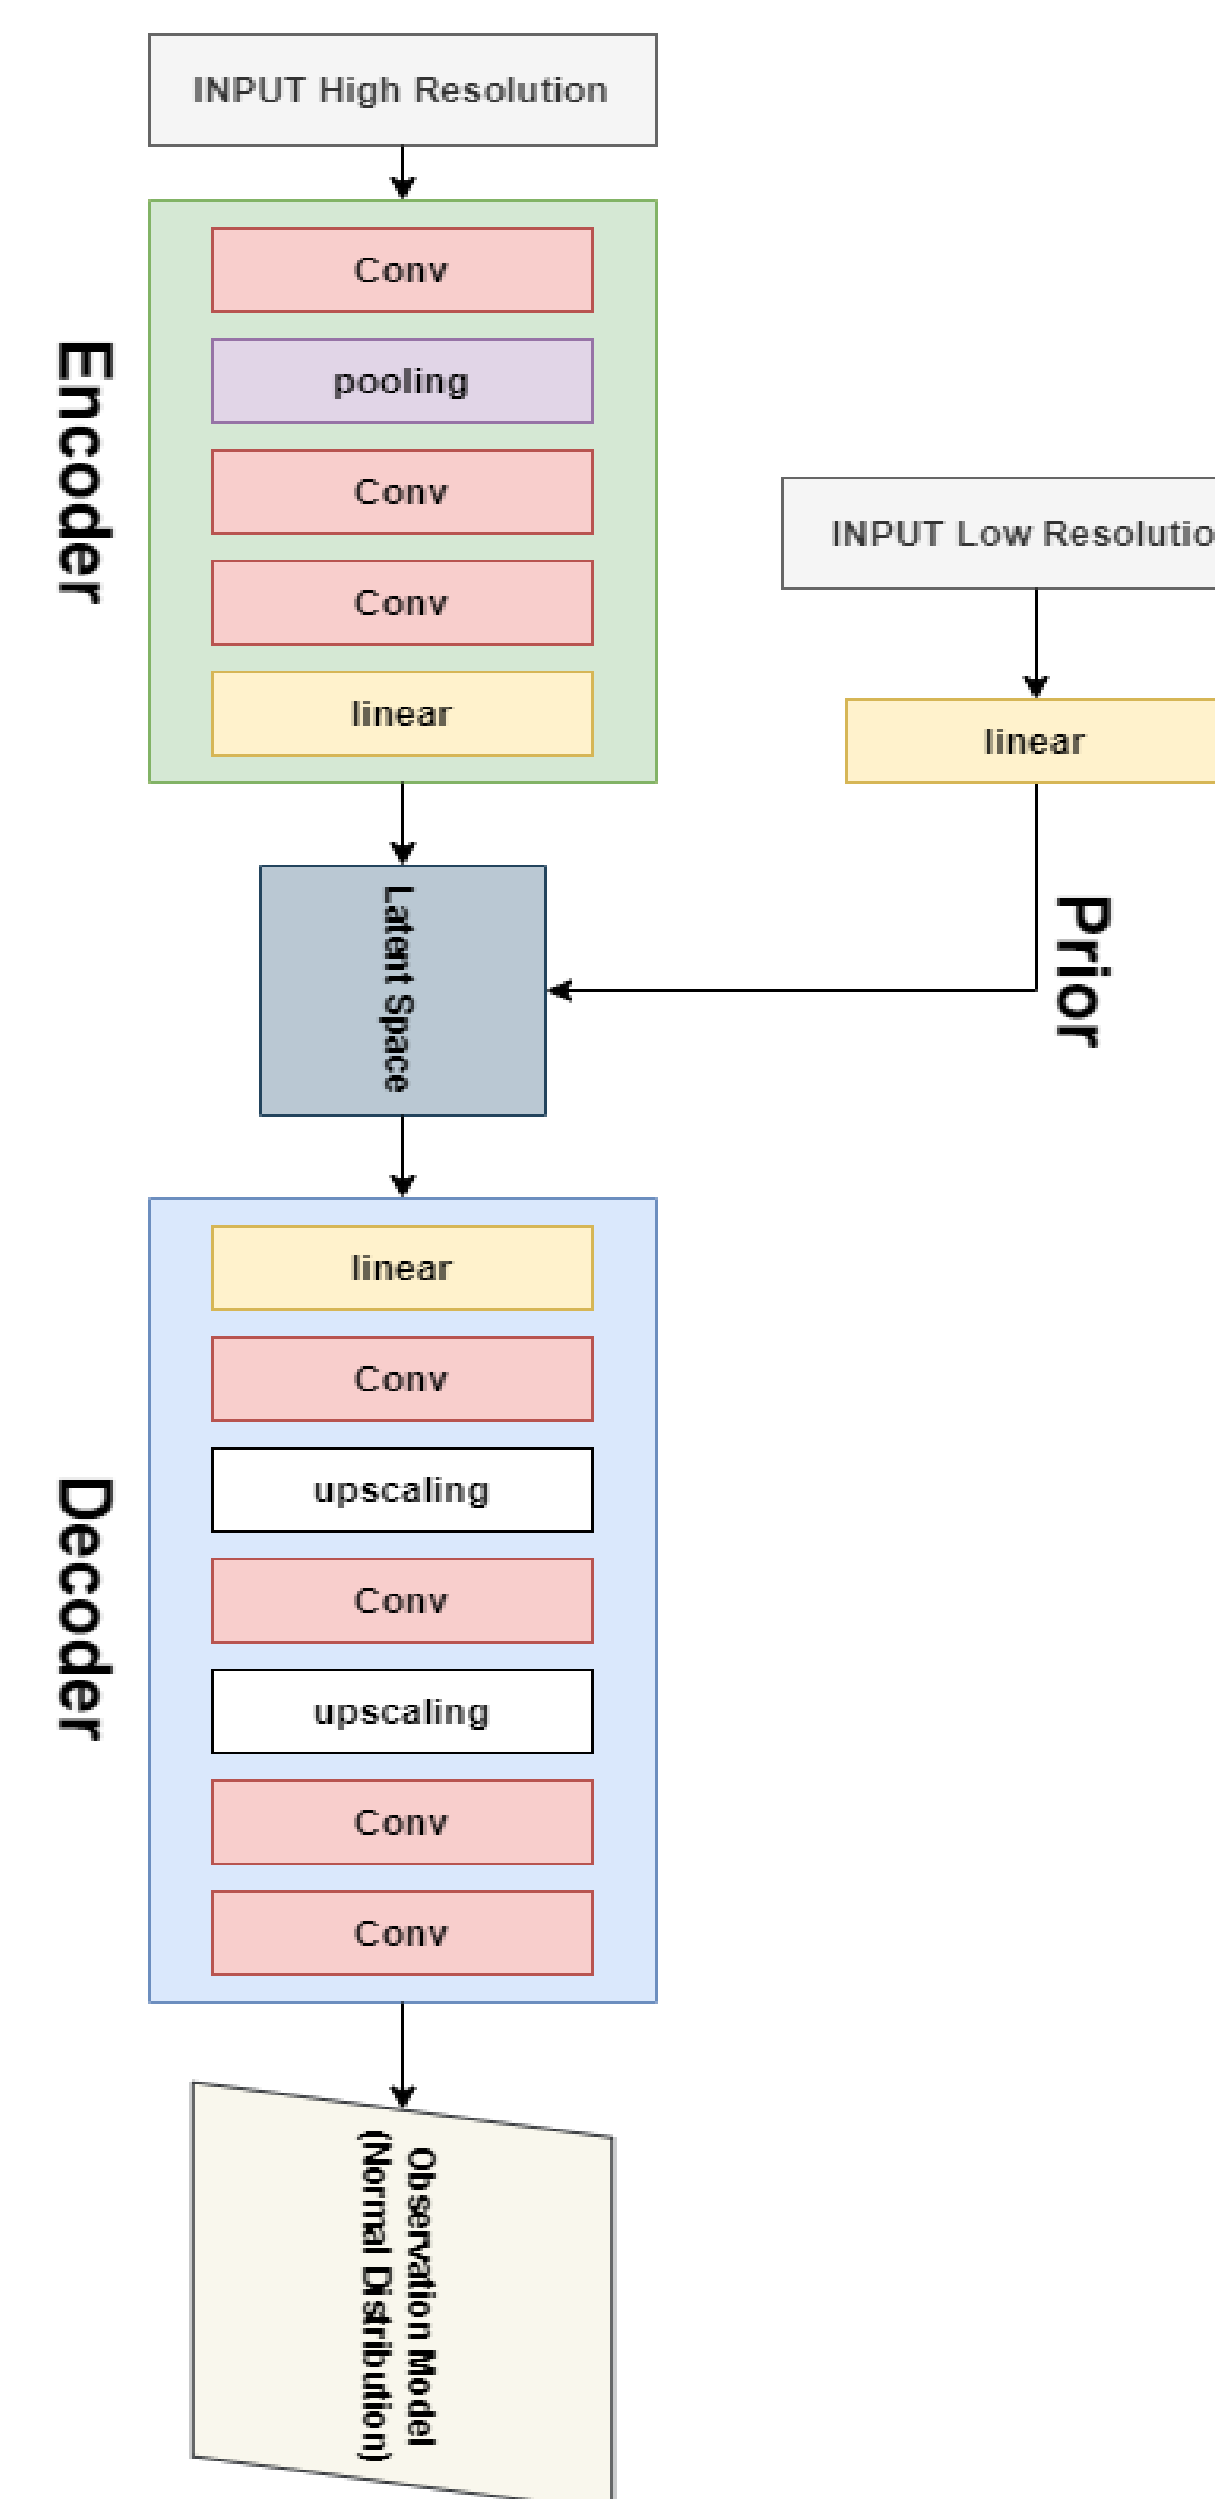 INPUT High Resolution
Encoder
Conv
pooling
Conv
Conv
linear
INPUT Low Resolutio
linear
Prior
Latent Space
Decoder
linear
Conv
upscaling
Conv
upscaling
Conv
Conv
Observation Model
(Normal Distribution)